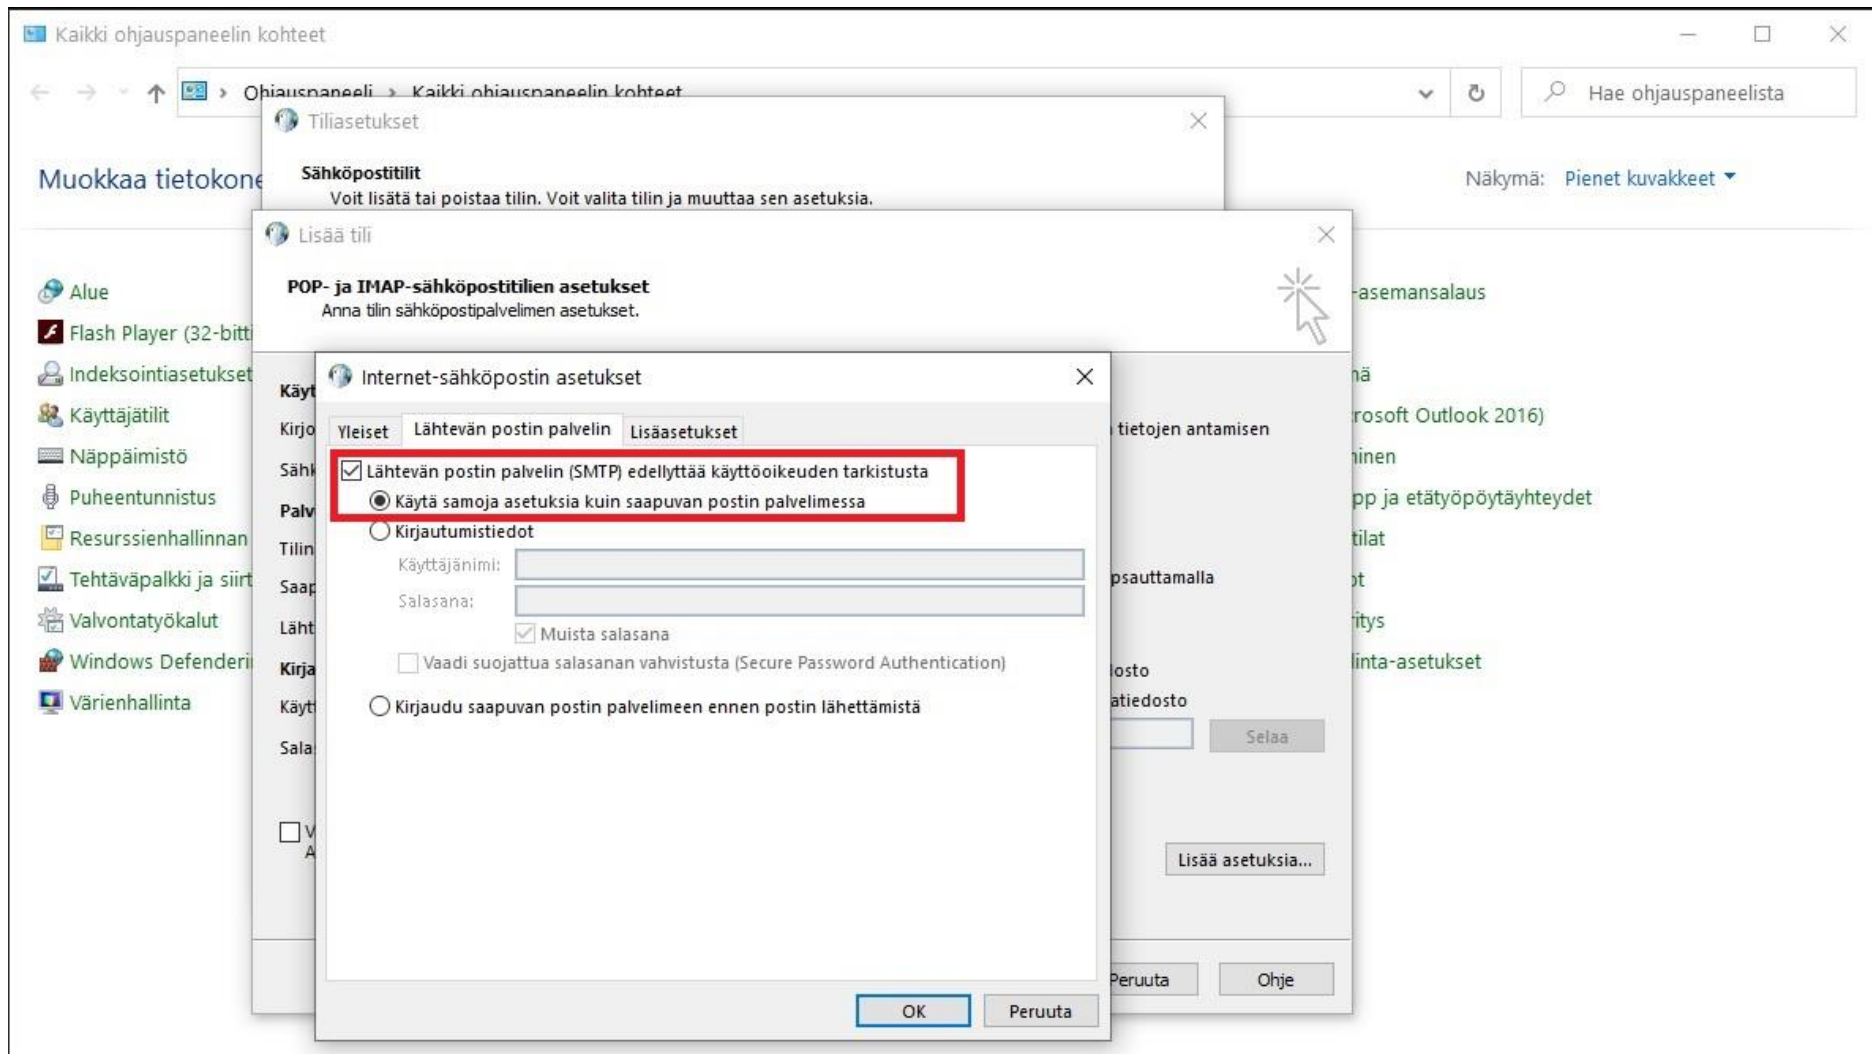 Kaikki ohjauspaneelin kohteet
Ohjauspaneeli › Kaikki ohjauspaneelin kohteet
Hae ohjauspaneelista
Tiliasetukset
Muokkaa
Sähköpostitilit
Voit lisätä tai poistaa tilin. Voit valita tilin ja muuttaa sen asetuksia.
Näkymä: Pienet kuvakkeet
Lisää tili
POP- ja IMAP-sähköpostitilien asetukset
Anna tilin sähköpostipalvelimen asetukset.
Alue
Flash Player (32-bitti
Indeksointiasetukset
Käyttäjätilit
Näppäimistö
Puheentunnistus
Resurssienhallinnan
Tehtäväpalkki ja siirt
Valvontatyökalut
Windows Defenderi
Värienhallinta
-asemansalaus
rosoft Outlook 2016)
pp ja etätyöpöytäyhteydet
linta-asetukset
tietojen antamisen
Internet-sähköpostin asetukset
Yleiset Lähtevän postin palvelin Lisäasetukset
Lähtevän postin palvelin (SMTP) edellyttää käyttöoikeuden tarkistusta
Käytä samoja asetuksia kuin saapuvan postin palvelimessa
Kirjautumistiedot
Käyttäjänimi:
Salasana:
Muista salasana
Vaadi suojattua salasanan vahvistusta (Secure Password Authentication)
Kirjaudu saapuvan postin palvelimeen ennen postin lähettämistä
Selaa
Lisää asetuksia...
Peruuta Ohje
OK Peruuta